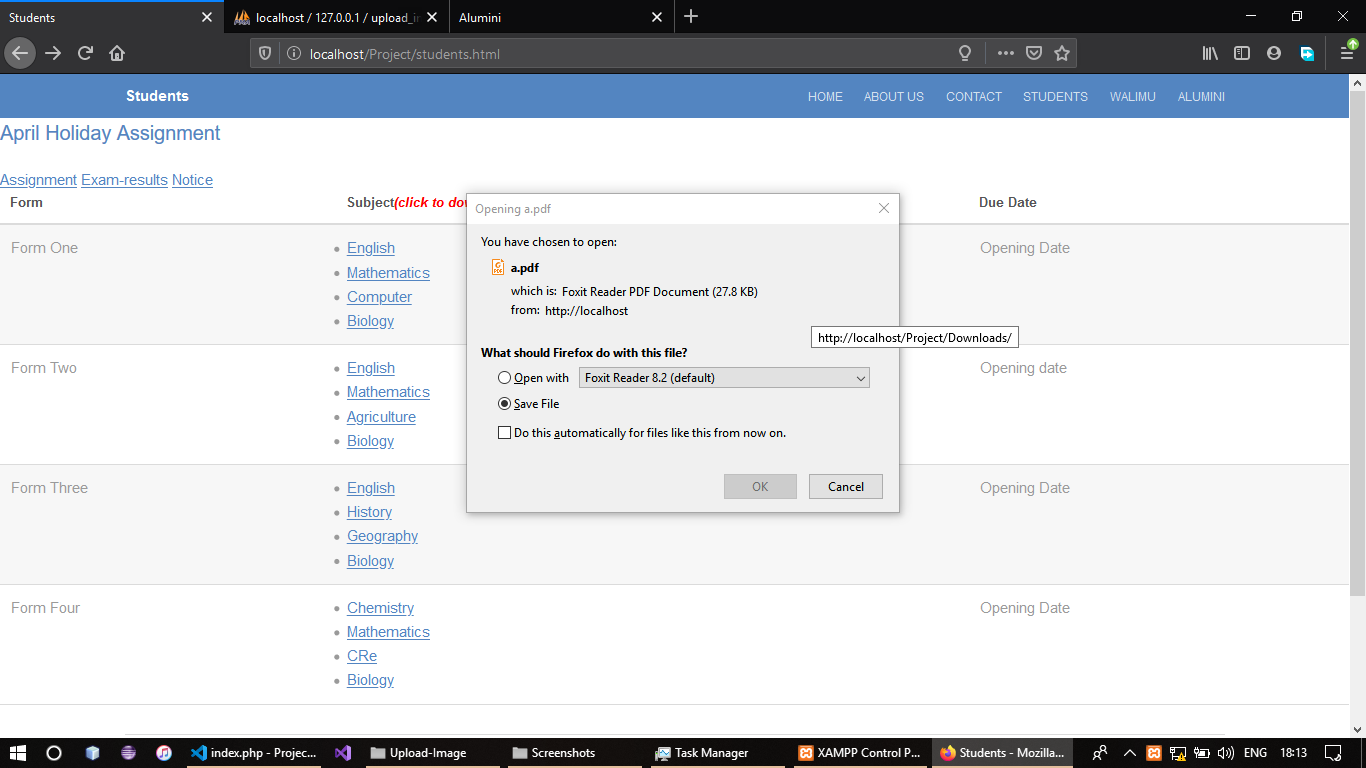 Students
localhost / 127.0.0.1 / upload_i
Alumini
localhost/Project/students.html
Students HOME ABOUT US CONTACT STUDENTS WALIMU ALUMINI
April Holiday Assignment
Assignment Exam-results Notice
Form Subject(click to do Due Date
Form One
English
Mathematics
Computer
Biology
Opening Date
Form Two
English
Mathematics
Agriculture
Biology
Opening date
Form Three
English
History
Geography
Biology
Opening Date
Form Four
Chemistry
Mathematics
CRe
Biology
Opening Date
Opening a.pdf
You have chosen to open:
a.pdf
which is: Foxit Reader PDF Document (27.8 KB)
from: http://localhost
http://localhost/Project/Downloads/
What should Firefox do with this file?
Open with Foxit Reader 8.2 (default)
Save File
Do this automatically for files like this from now on.
OK Cancel
index.php - Projec... Upload-Image Screenshots Task Manager XAMPP Control P... Students - Mozilla... ENG 18:13